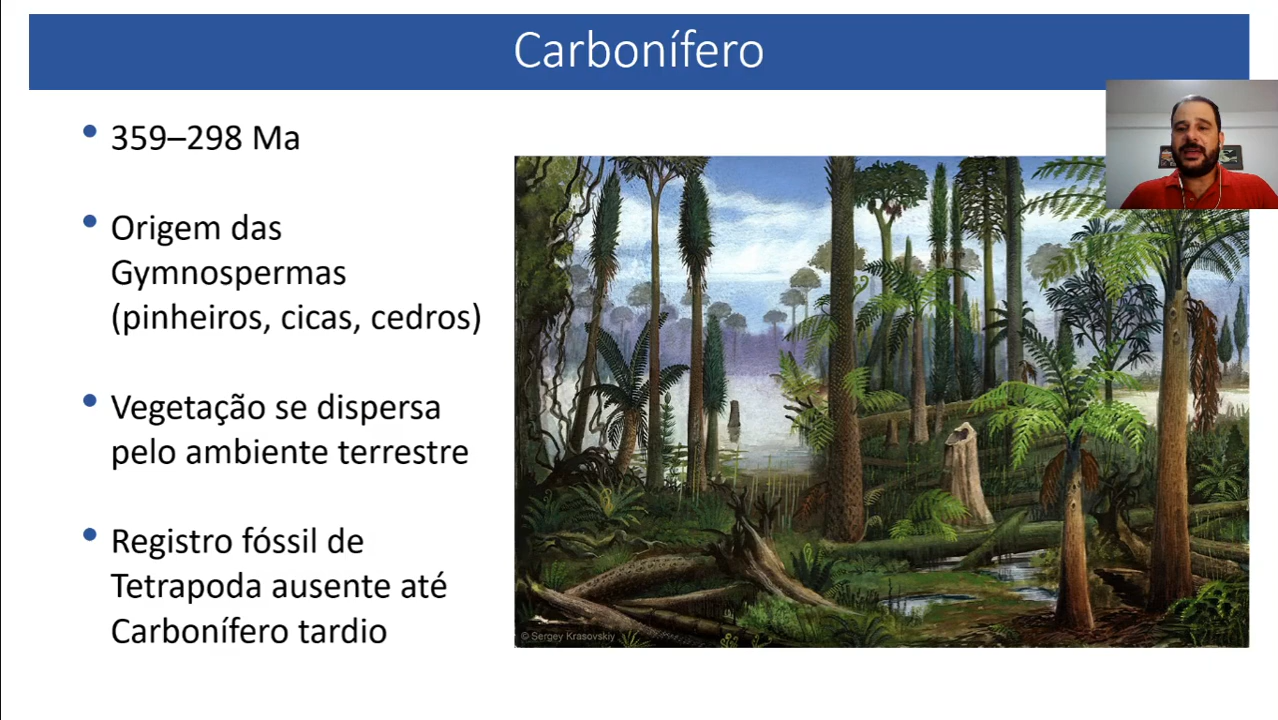 Carbonífero
• 359–298 Ma
• Origem das
Gymnospermas
(pinheiros, cicas, cedros)
• Vegetação se dispersa
pelo ambiente terrestre
• Registro fóssil de
Tetrapoda ausente até
Carbonífero tardio
© Sergey Krasovskiy